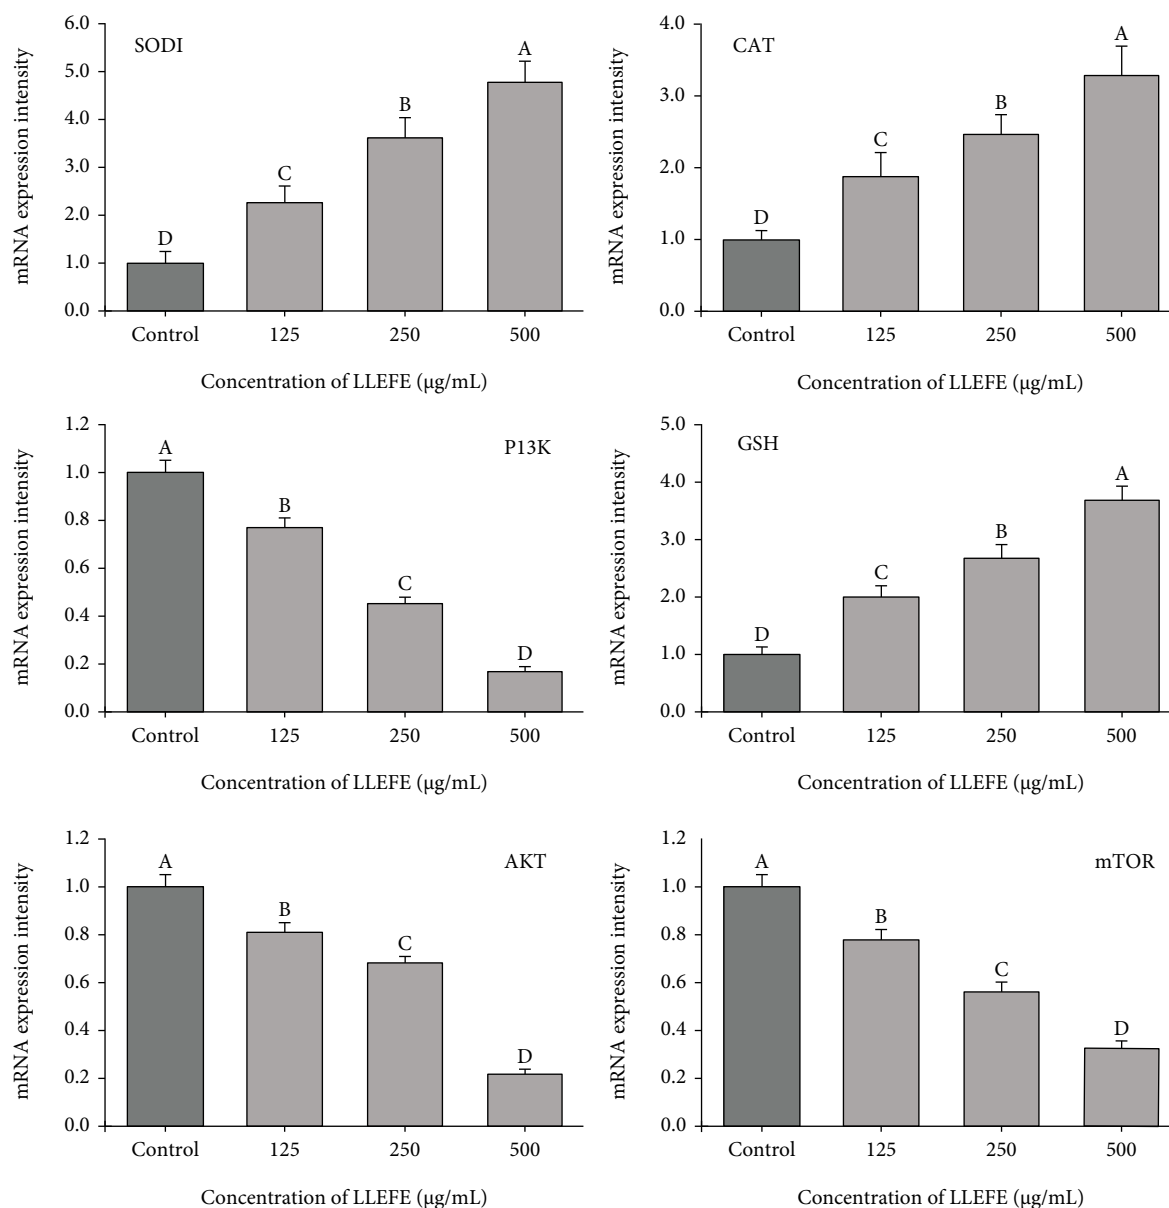 SODI
mRNA expression intensity
6.0
5.0
4.0
3.0
2.0
1.0
0.0
D
C
B
A
Control 125 250 500
Concentration of LLEFE (µg/mL)
CAT
mRNA expression intensity
4.0
3.0
2.0
1.0
0.0
D
C
B
A
Control 125 250 500
Concentration of LLEFE (µg/mL)
P13K
mRNA expression intensity
1.2
1.0
0.8
0.6
0.4
0.2
0.0
A
B
C
D
Control 125 250 500
Concentration of LLEFE (µg/mL)
GSH
mRNA expression intensity
5.0
4.0
3.0
2.0
1.0
0.0
D
C
B
A
Control 125 250 500
Concentration of LLEFE (µg/mL)
AKT
mRNA expression intensity
1.2
1.0
0.8
0.6
0.4
0.2
0.0
A
B
C
D
Control 125 250 500
Concentration of LLEFE (µg/mL)
mTOR
mRNA expression intensity
1.2
1.0
0.8
0.6
0.4
0.2
0.0
A
B
C
D
Control 125 250 500
Concentration of LLEFE (µg/mL)